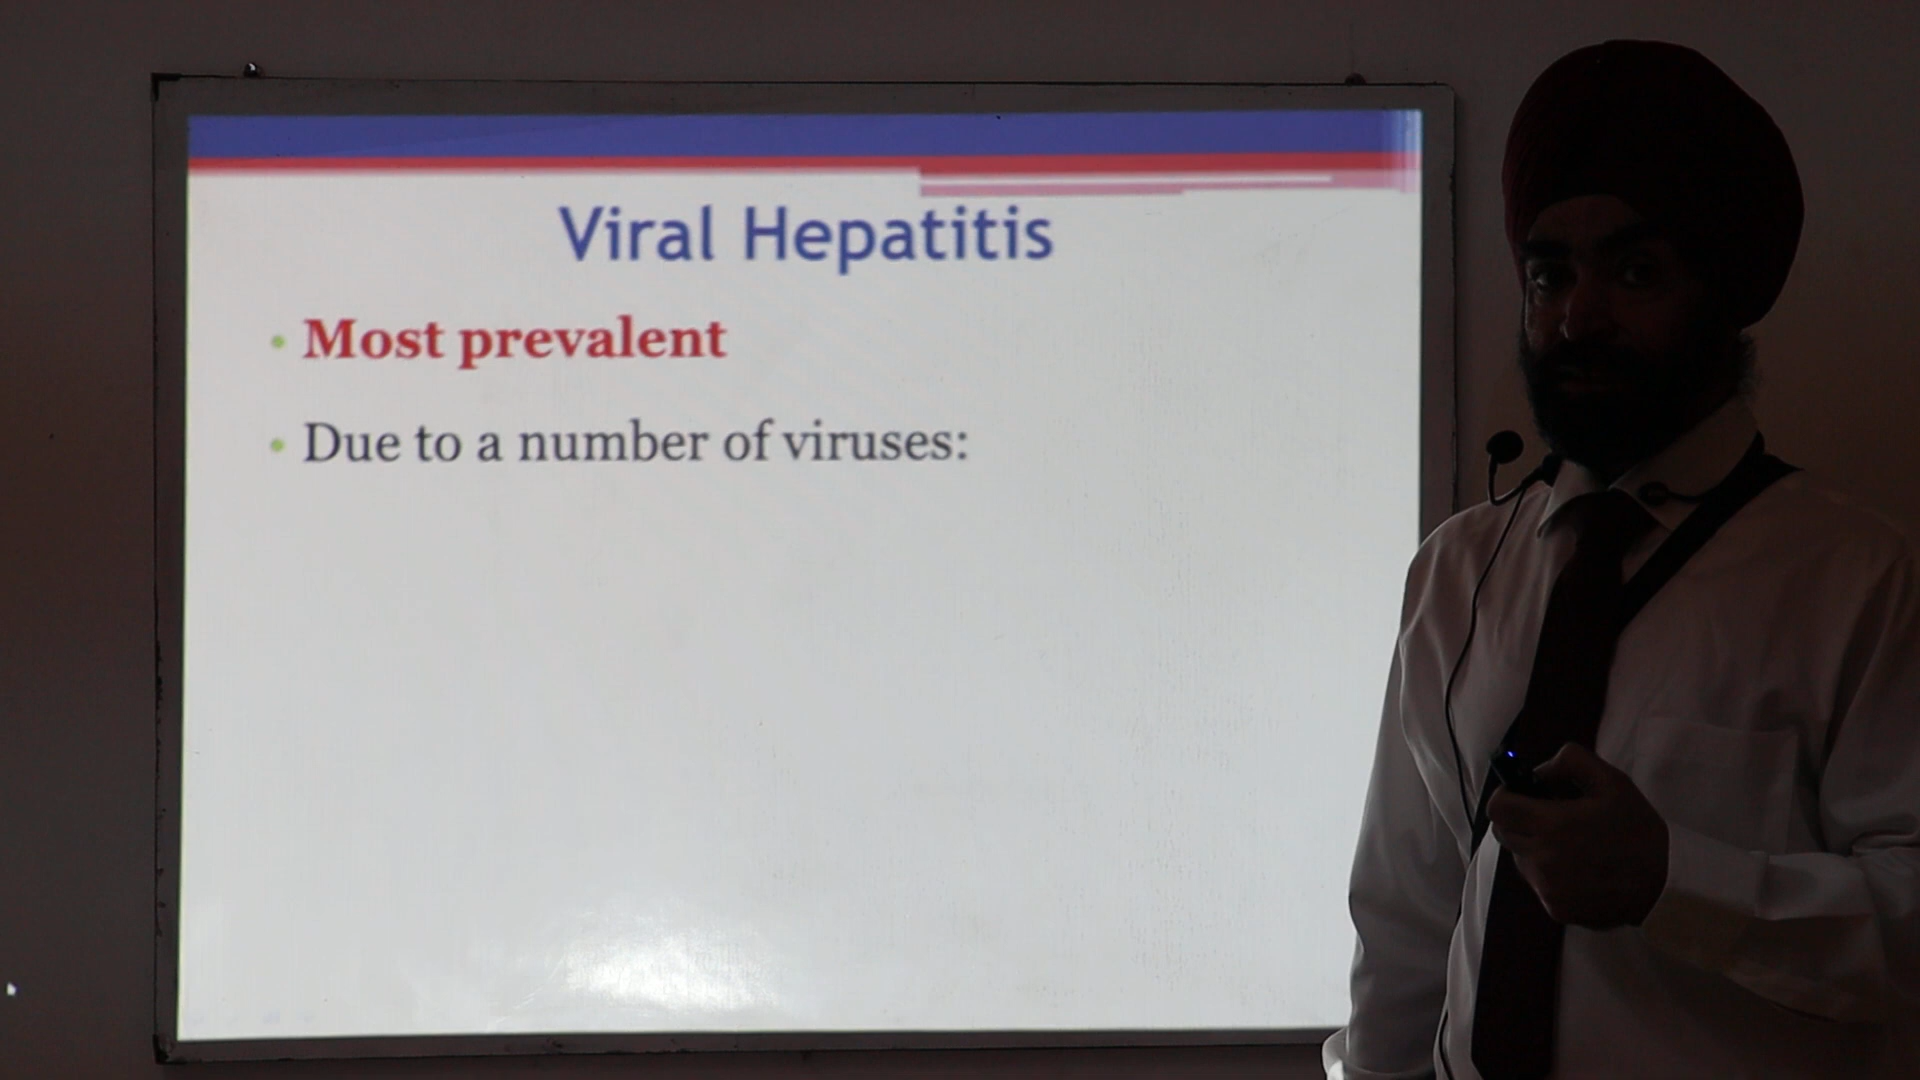 Viral Hepatitis
• Most prevalent
• Due to a number of viruses: